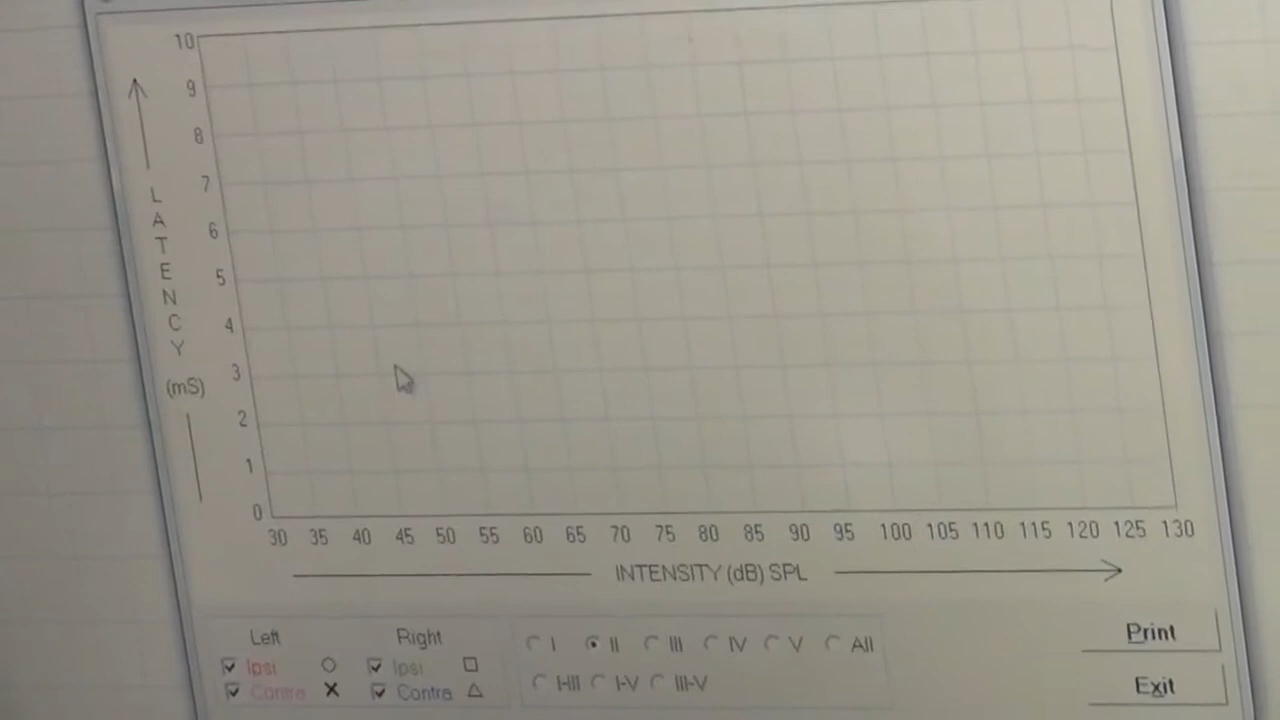 10
9
8
7
6
5
4
3
2
1
0
LATENCY
(mS)
30 35 40 45 50 55 60 65 70 75 80 85 90 95 100 105 110 115 120 125 130
INTENSITY (dB) SPL
Left Right
Ipsi Ipsi
Contra Contra
I II III IV V All
I-III I-V III-V
Print
Exit